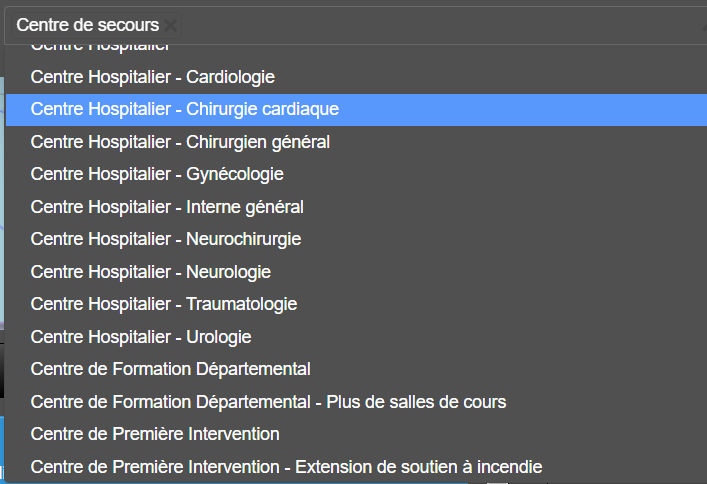 Centre de secours ×
Centre Hospitalier
Centre Hospitalier - Cardiologie
Centre Hospitalier - Chirurgie cardiaque
Centre Hospitalier - Chirurgien général
Centre Hospitalier - Gynécologie
Centre Hospitalier - Interne général
Centre Hospitalier - Neurochirurgie
Centre Hospitalier - Neurologie
Centre Hospitalier - Traumatologie
Centre Hospitalier - Urologie
Centre de Formation Départemental
Centre de Formation Départemental - Plus de salles de cours
Centre de Première Intervention
Centre de Première Intervention - Extension de soutien à incendie